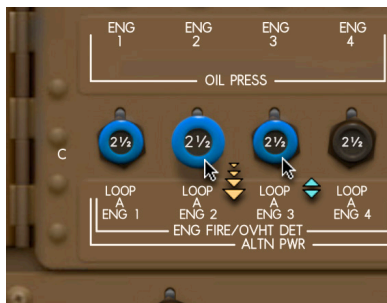 ENG 1 ENG 2 ENG 3 ENG 4
OIL PRESS
C 2½ 2½ 2½ 2½
LOOP A ENG 1 LOOP A ENG 2 LOOP A ENG 3 LOOP A ENG 4
ENG FIRE/OVHT DET
ALTN PWR